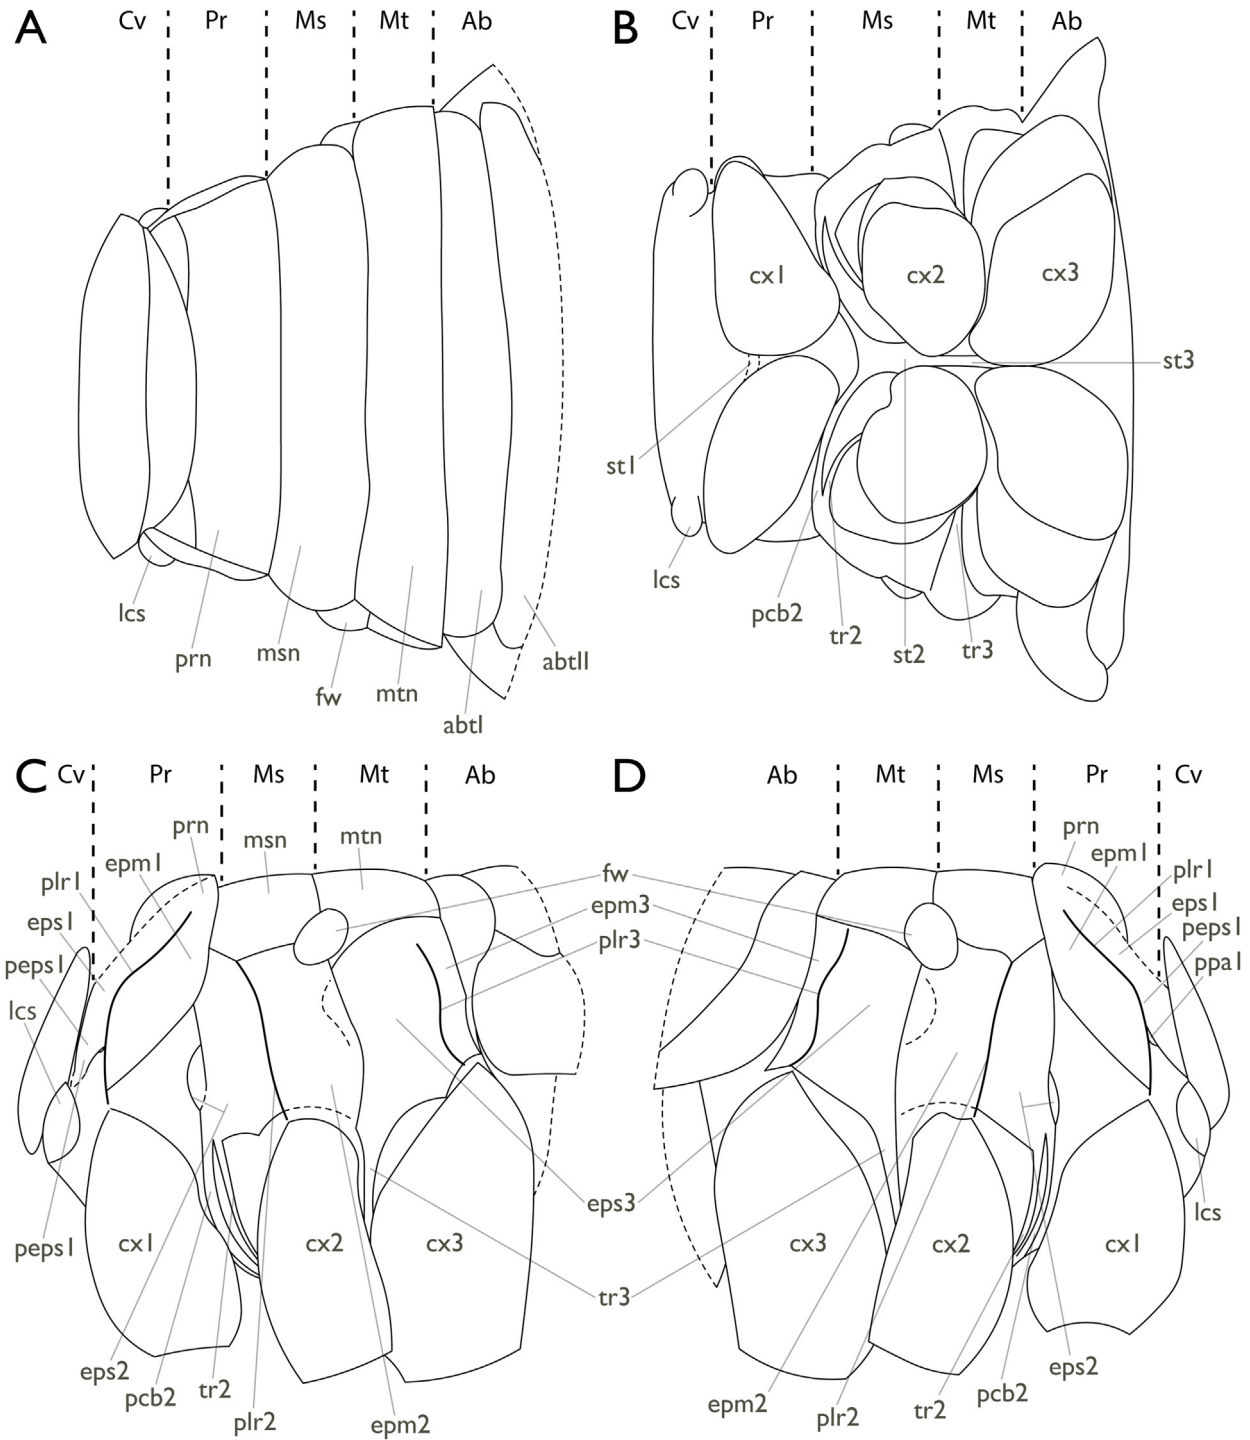 A
Cv
Pr
Ms
Mt
Ab
lcs
prn
msn
fw
mtn
abtI
abtII
B
Cv
Pr
Ms
Mt
Ab
cx1
cx2
cx3
st3
st1
lcs
pcb2
tr2
st2
tr3
C
Cv
Pr
Ms
Mt
Ab
prn
msn
mtn
epm1
plr1
eps1
peps1
lcs
peps1
cx1
cx2
cx3
eps2
pcb2
tr2
plr2
epm2
fw
epm3
plr3
eps3
tr3
D
Ab
Mt
Ms
Pr
Cv
prn
epm1
plr1
eps1
peps1
ppa1
lcs
cx3
cx2
cx1
epm2
plr2
tr2
pcb2
eps2